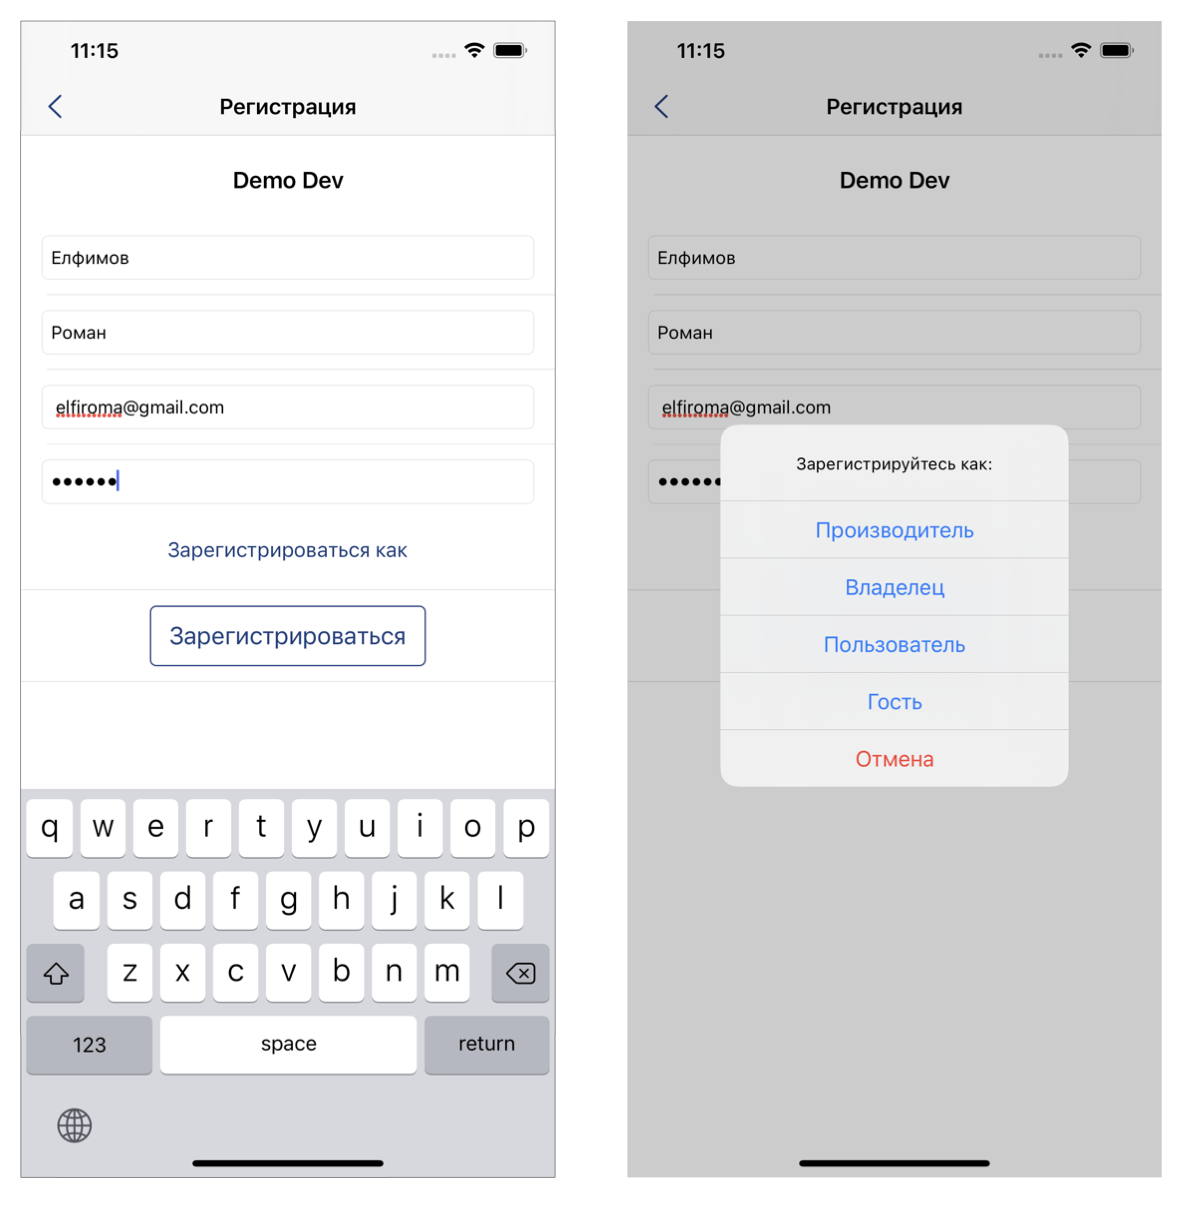 11:15
Регистрация
Demo Dev
Елфимов
Роман
elfiroma@gmail.com
••••••
Зарегистрироваться как
Зарегистрироваться
q w e r t y u i o p
a s d f g h j k l
z x c v b n m
123 space return
11:15
Регистрация
Demo Dev
Елфимов
Роман
elfiroma@gmail.com
••••••
Зарегистрируйтесь как:
Производитель
Владелец
Пользователь
Гость
Отмена